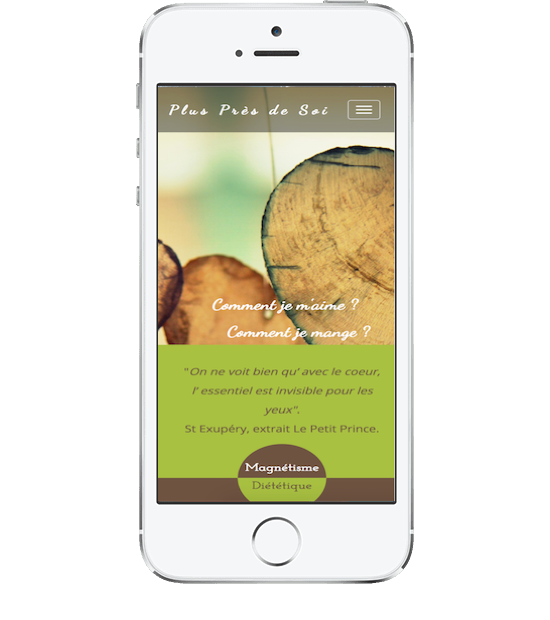 Plus Près de Soi
Comment je m'aime ?
Comment je mange ?
"On ne voit bien qu' avec le coeur,
l' essentiel est invisible pour les
yeux".
St Exupéry, extrait Le Petit Prince.
Magnétisme
Diététique